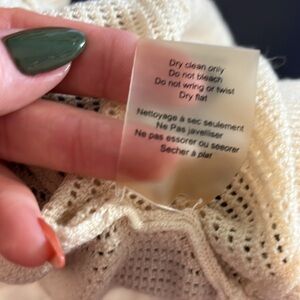 Dry clean only
Do not bleach
Do not wring or twist
Dry flat
Nettoyage à sec seulement
Ne Pas javelliser
Ne pas essorer ou seeorer
Secher à plat